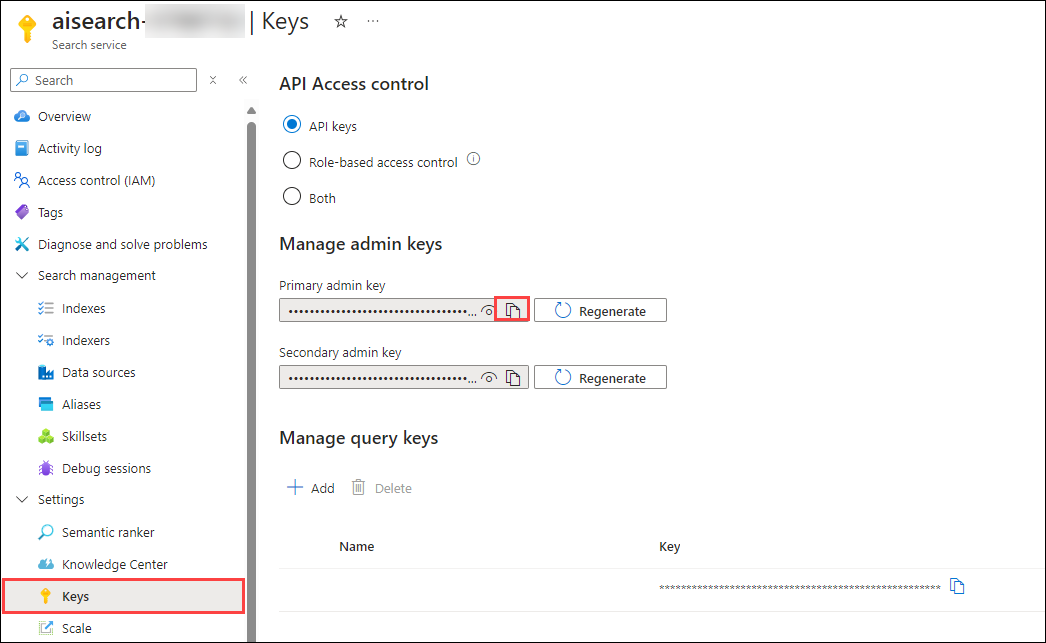 aisearch- | Keys
Search service
Search
Overview
Activity log
Access control (IAM)
Tags
Diagnose and solve problems
Search management
Indexes
Indexers
Data sources
Aliases
Skillsets
Debug sessions
Settings
Semantic ranker
Knowledge Center
Keys
Scale
API Access control
API keys
Role-based access control
Both
Manage admin keys
Primary admin key
Regenerate
Secondary admin key
Regenerate
Manage query keys
Add Delete
Name Key